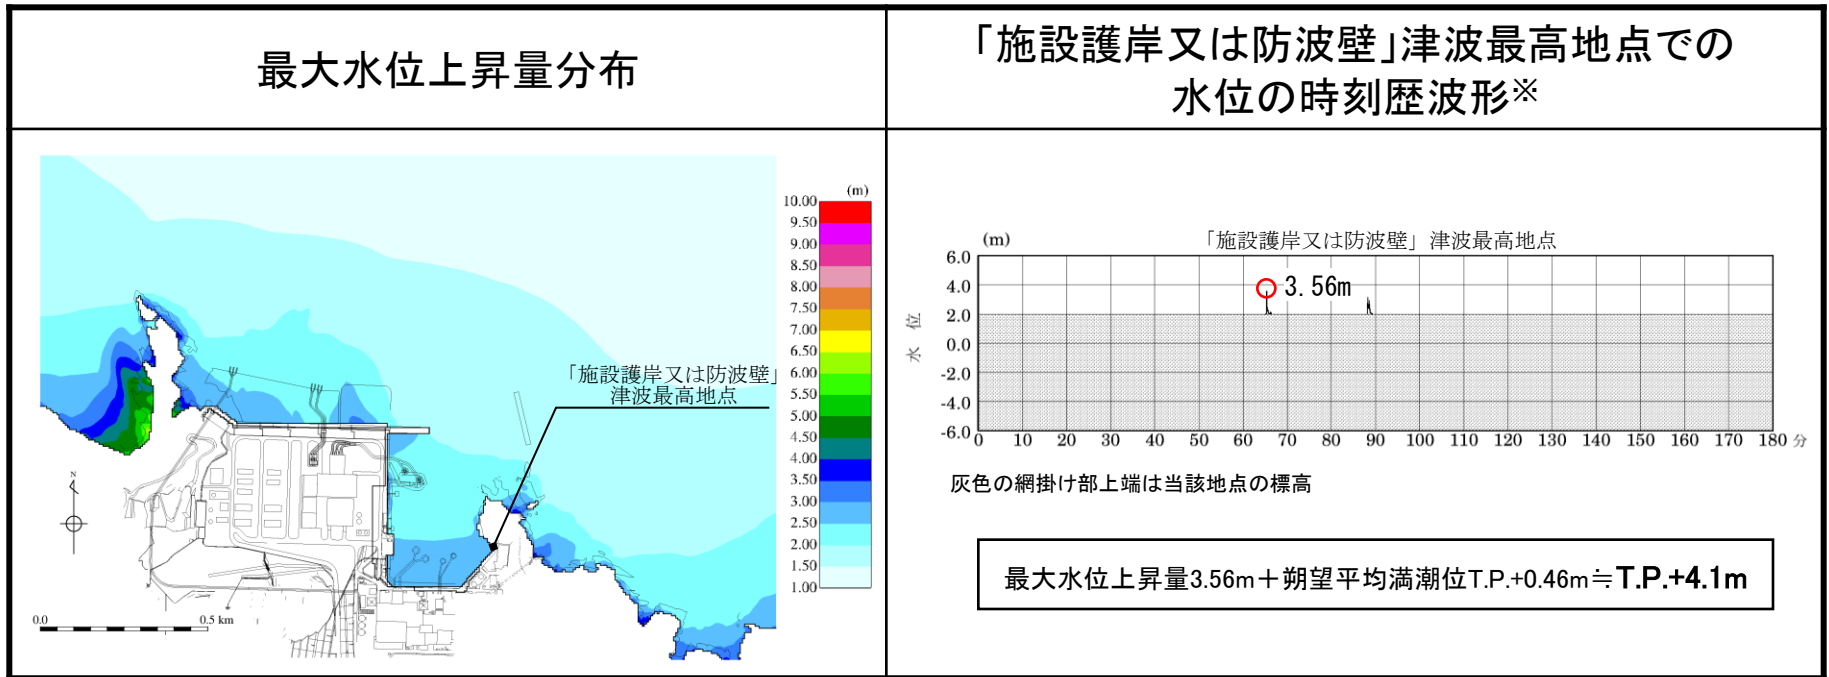 最大水位上昇量分布
「施設護岸又は防波壁」津波最高地点での
水位の時刻歴波形※
(m)
10.00
9.50
9.00
8.50
8.00
7.50
7.00
6.50
6.00
5.50
5.00
4.50
4.00
3.50
3.00
2.50
2.00
1.50
1.00
「施設護岸又は防波壁」
津波最高地点
N
0.0
0.5 km
(m)
「施設護岸又は防波壁」津波最高地点
6.0
4.0
2.0
0.0
-2.0
-4.0
-6.0
水位
3.56m
0 10 20 30 40 50 60 70 80 90 100 110 120 130 140 150 160 170 180 分
灰色の網掛け部上端は当該地点の標高
最大水位上昇量3.56m＋朔望平均満潮位T.P.+0.46m≒T.P.+4.1m